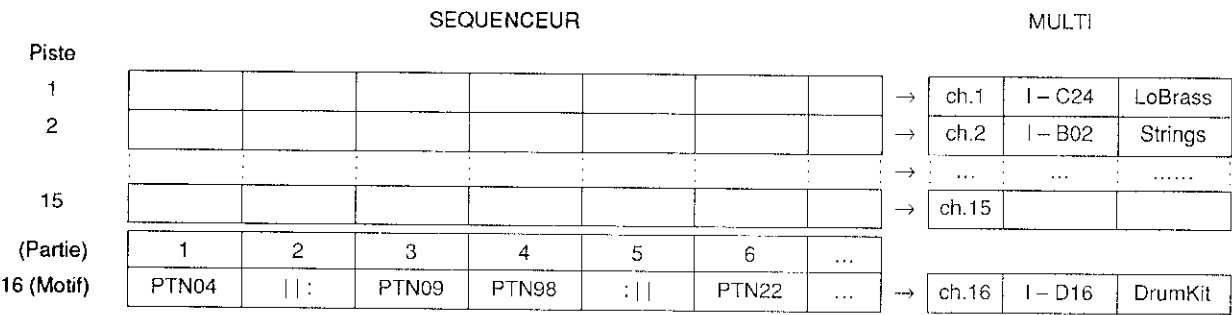 SEQUENCEUR MULTI
Piste
1 → ch.1 I – C24 LoBrass
2 → ch.2 I – B02 Strings
→ ... ... ......
15 → ch.15
(Partie) 1 2 3 4 5 6 ...
16 (Motif) PTN04 ||: PTN09 PTN98 :|| PTN22 ... → ch.16 I – D16 DrumKit